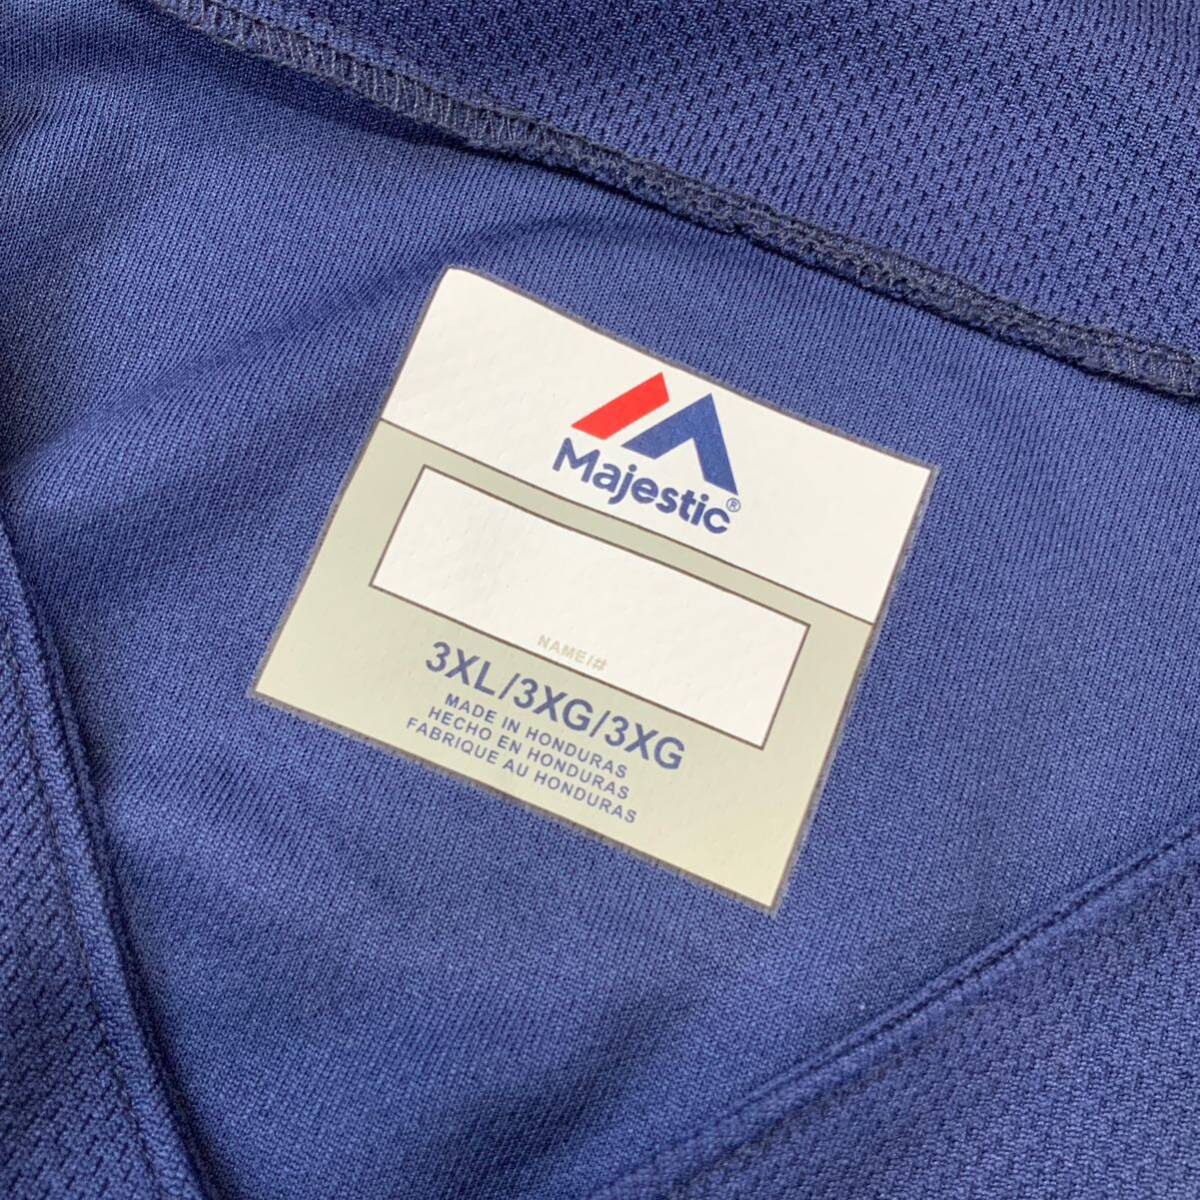 Majestic®
NAME/#
3XL/3XG/3XG
MADE IN HONDURAS
HECHO EN HONDURAS
FABRIQUE AU HONDURAS